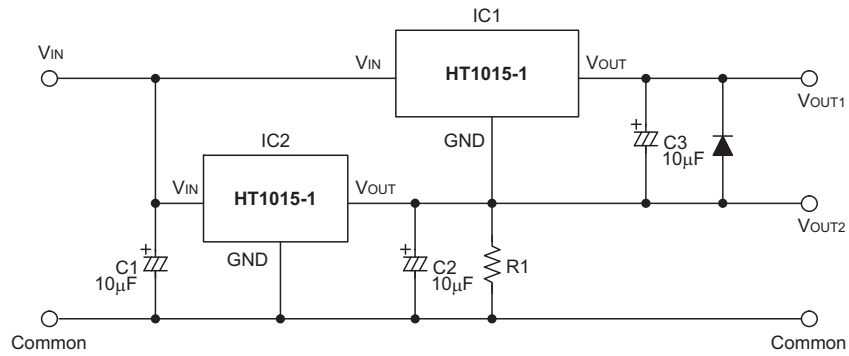 IC1
VIN
VIN
HT1015-1
VOUT
VOUT1
GND
C3
10μF
IC2
VIN
HT1015-1
VOUT
VOUT2
GND
C1
10μF
C2
10μF
R1
Common
Common